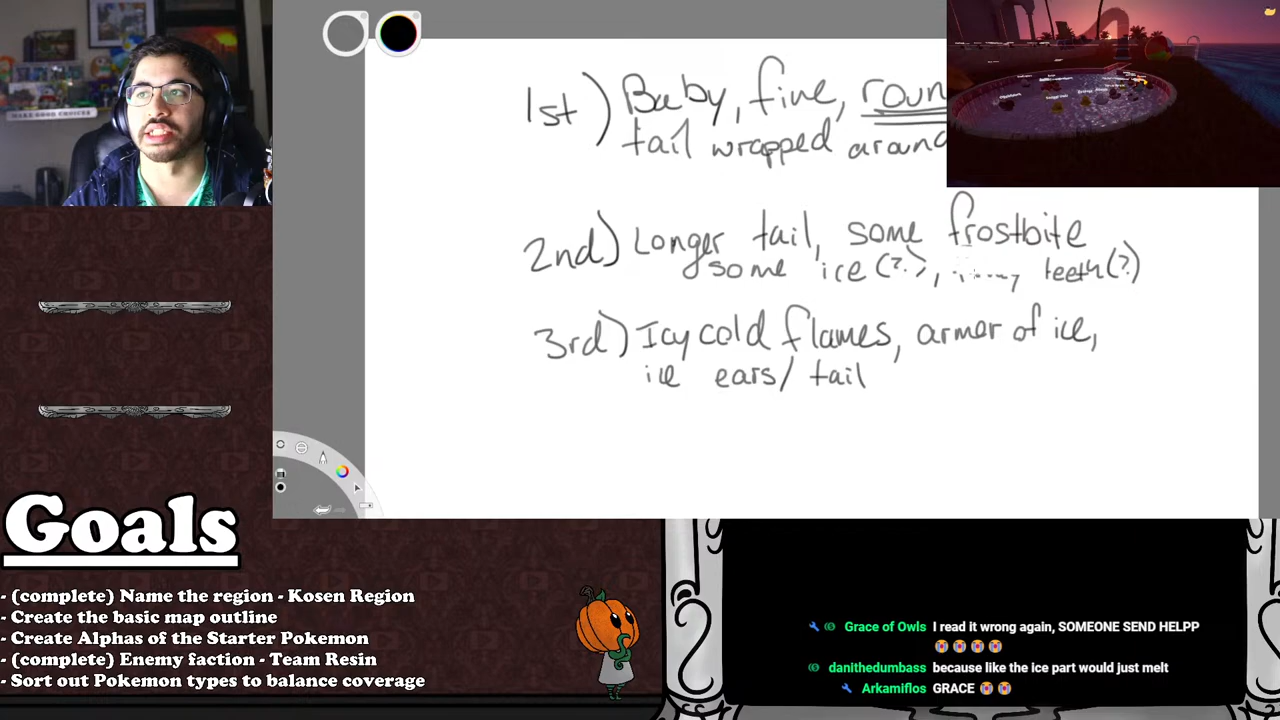 1st) Baby, fine, roun
tail wrapped around
2nd) Longer tail, some frostbite
some ice (?), teeth (?)
3rd) Icy cold flames, armer of ice,
ice ears/ tail
Goals
- (complete) Name the region - Kosen Region
- Create the basic map outline
- Create Alphas of the Starter Pokemon
- (complete) Enemy faction - Team Resin
- Sort out Pokemon types to balance coverage
Grace of Owls I read it wrong again, SOMEONE SEND HELPP
danithedumbass because like the ice part would just melt
Arkamiflos GRACE